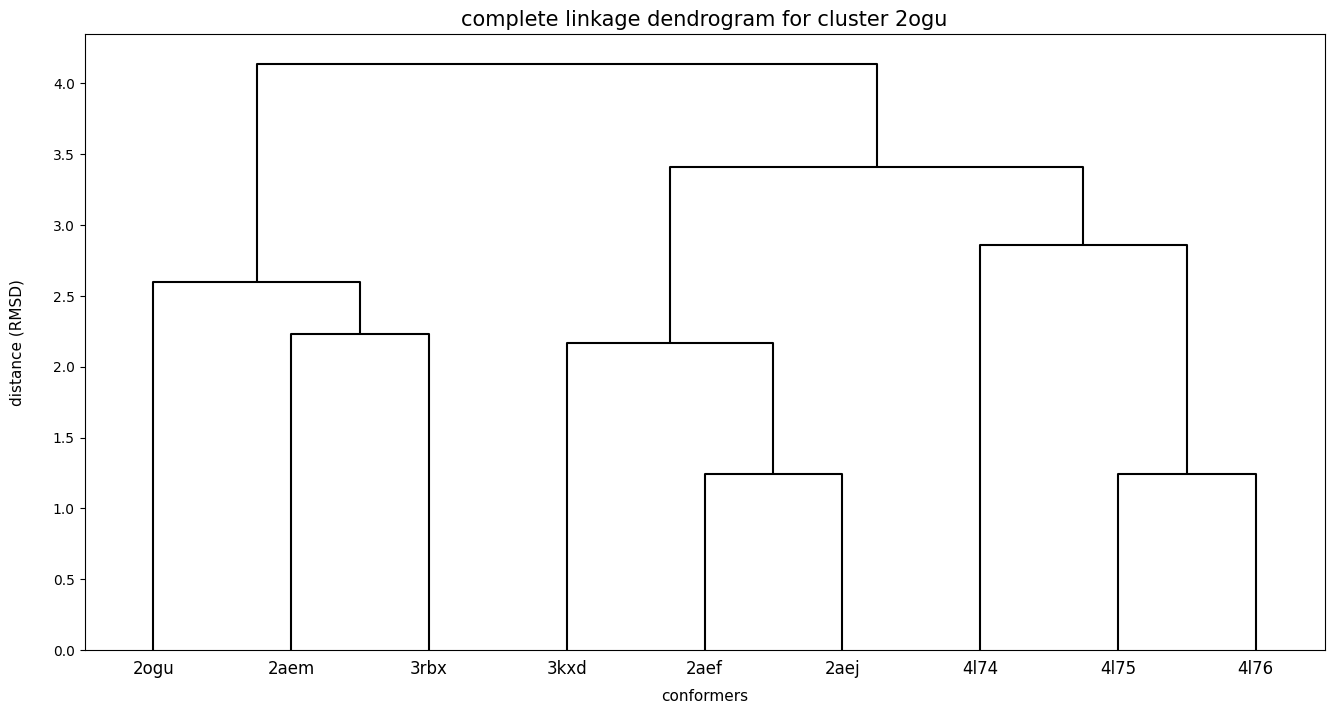 complete linkage dendrogram for cluster 2ogu
4.0
3.5
3.0
2.5
2.0
1.5
1.0
0.5
0.0
distance (RMSD)
2ogu 2aem 3rbx 3kxd 2aef 2aej 4l74 4l75 4l76
conformers